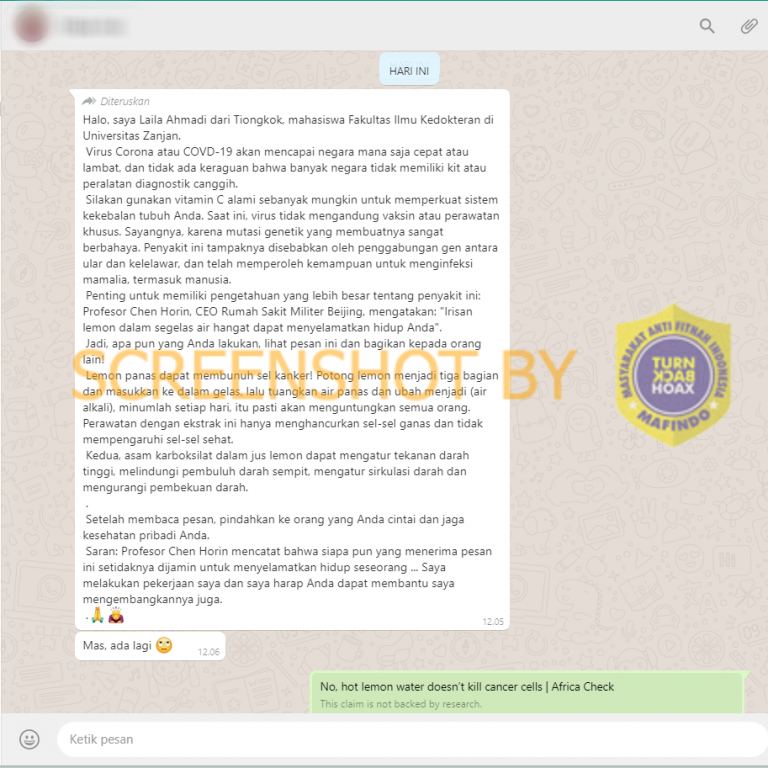 HARI INI
Diteruskan
Halo, saya Laila Ahmadi dari Tiongkok, mahasiswa Fakultas Ilmu Kedokteran di
Universitas Zanjan.
Virus Corona atau COVD-19 akan mencapai negara mana saja cepat atau
lambat, dan tidak ada keraguan bahwa banyak negara tidak memiliki kit atau
peralatan diagnostik canggih.
Silakan gunakan vitamin C alami sebanyak mungkin untuk memperkuat sistem
kekebalan tubuh Anda. Saat ini, virus tidak mengandung vaksin atau perawatan
khusus. Sayangnya, karena mutasi genetik yang membuatnya sangat
berbahaya. Penyakit ini tampaknya disebabkan oleh penggabungan gen antara
ular dan kelelawar, dan telah memperoleh kemampuan untuk menginfeksi
mamalia, termasuk manusia.
Penting untuk memiliki pengetahuan yang lebih besar tentang penyakit ini:
Profesor Chen Horin, CEO Rumah Sakit Militer Beijing, mengatakan: "Irisan
lemon dalam segelas air hangat dapat menyelamatkan hidup Anda".
Jadi, apa pun yang Anda lakukan, lihat pesan ini dan bagikan kepada orang
lain!
Lemon panas dapat membunuh sel kanker! Potong lemon menjadi tiga bagian
dan masukkan ke dalam gelas, lalu tuangkan air panas dan ubah menjadi (air
alkali), minumlah setiap hari, itu pasti akan menguntungkan semua orang.
Perawatan dengan ekstrak ini hanya menghancurkan sel-sel ganas dan tidak
mempengaruhi sel-sel sehat.
Kedua, asam karboksilat dalam jus lemon dapat mengatur tekanan darah
tinggi, melindungi pembuluh darah sempit, mengatur sirkulasi darah dan
mengurangi pembekuan darah.
.
Setelah membaca pesan, pindahkan ke orang yang Anda cintai dan jaga
kesehatan pribadi Anda.
Saran: Profesor Chen Horin mencatat bahwa siapa pun yang menerima pesan
ini setidaknya dijamin untuk menyelamatkan hidup seseorang ... Saya
melakukan pekerjaan saya dan saya harap Anda dapat membantu saya
mengembangkannya juga.
.🙏🙇
12.05
Mas, ada lagi 🙄
12.06
No, hot lemon water doesn't kill cancer cells | Africa Check
This claim is not backed by research.
Ketik pesan
SCREENSHOT BY
MASYARAKAT ANTI FITNAH INDONESIA
TURN
BACK
HOAX
MAFINDO